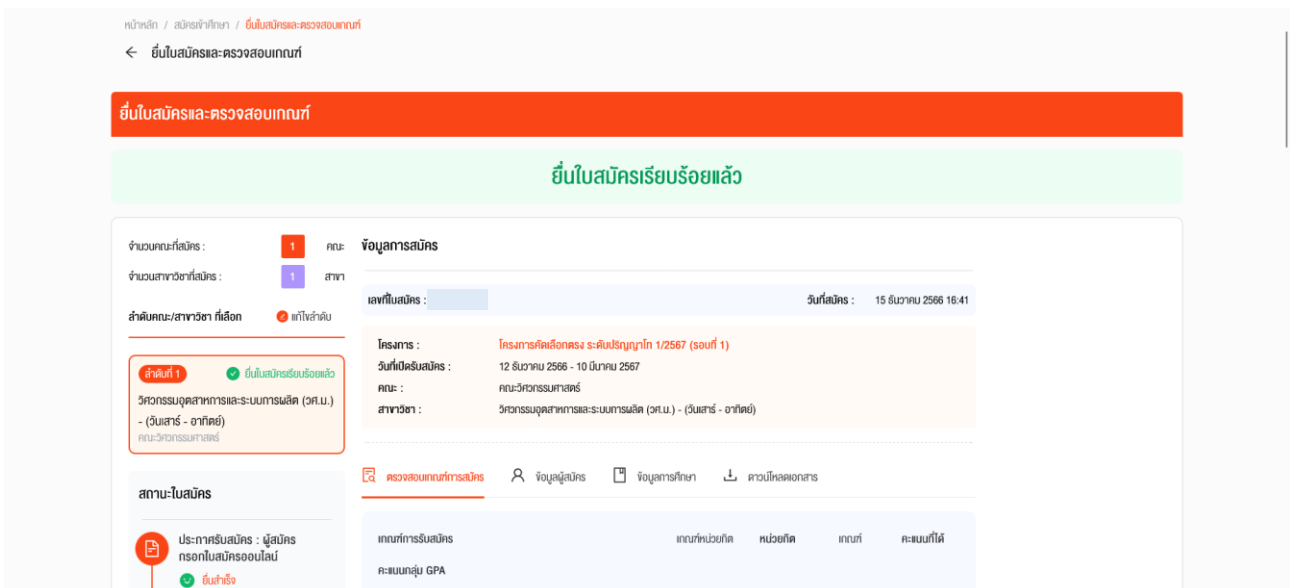 หน้าหลัก / สมัครเข้าศึกษา / ยื่นใบสมัครและตรวจสอบเกณฑ์
← ยื่นใบสมัครและตรวจสอบเกณฑ์
ยื่นใบสมัครและตรวจสอบเกณฑ์
ยื่นใบสมัครเรียบร้อยแล้ว
จำนวนคณะที่สมัคร : 1 คณะ
จำนวนสาขาวิชาที่สมัคร : 1 สาขา
ลำดับคณะ/สาขาวิชา ที่เลือก แก้ไขลำดับ
ลำดับที่ 1 ยื่นใบสมัครเรียบร้อยแล้ว
วิศวกรรมอุตสาหการและระบบการผลิต (วศ.ม.)
- (วันเสาร์ - อาทิตย์)
คณะวิศวกรรมศาสตร์
สถานะใบสมัคร
ประกาศรับสมัคร : ผู้สมัคร
กรอกใบสมัครออนไลน์
ยื่นสำเร็จ
ข้อมูลการสมัคร
เลขที่ใบสมัคร : วันที่สมัคร : 15 ธันวาคม 2566 16:41
โครงการ : โครงการคัดเลือกตรง ระดับปริญญาโท 1/2567 (รอบที่ 1)
วันที่เปิดรับสมัคร : 12 ธันวาคม 2566 - 10 มีนาคม 2567
คณะ : คณะวิศวกรรมศาสตร์
สาขาวิชา : วิศวกรรมอุตสาหการและระบบการผลิต (วศ.ม.) - (วันเสาร์ - อาทิตย์)
ตรวจสอบเกณฑ์การสมัคร ข้อมูลผู้สมัคร ข้อมูลการศึกษา ดาวน์โหลดเอกสาร
เกณฑ์การรับสมัคร เกณฑ์หน่วยกิต หน่วยกิต เกณฑ์ คะแนนที่ได้
คะแนนกลุ่ม GPA